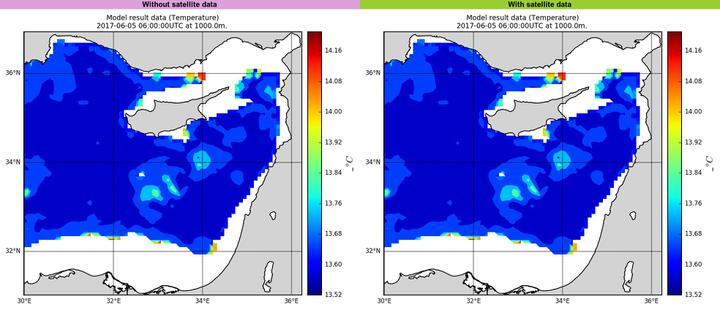 Without satellite data
Model result data (Temperature)
2017-06-05 06:00:00UTC at 1000.0m.
36°N
34°N
32°N
30°E
32°E
34°E
36°E
14.16
14.08
14.00
13.92
13.84
13.76
13.68
13.60
13.52
~°C
With satellite data
Model result data (Temperature)
2017-06-05 06:00:00UTC at 1000.0m.
36°N
34°N
32°N
30°E
32°E
34°E
36°E
14.16
14.08
14.00
13.92
13.84
13.76
13.68
13.60
13.52
~°C